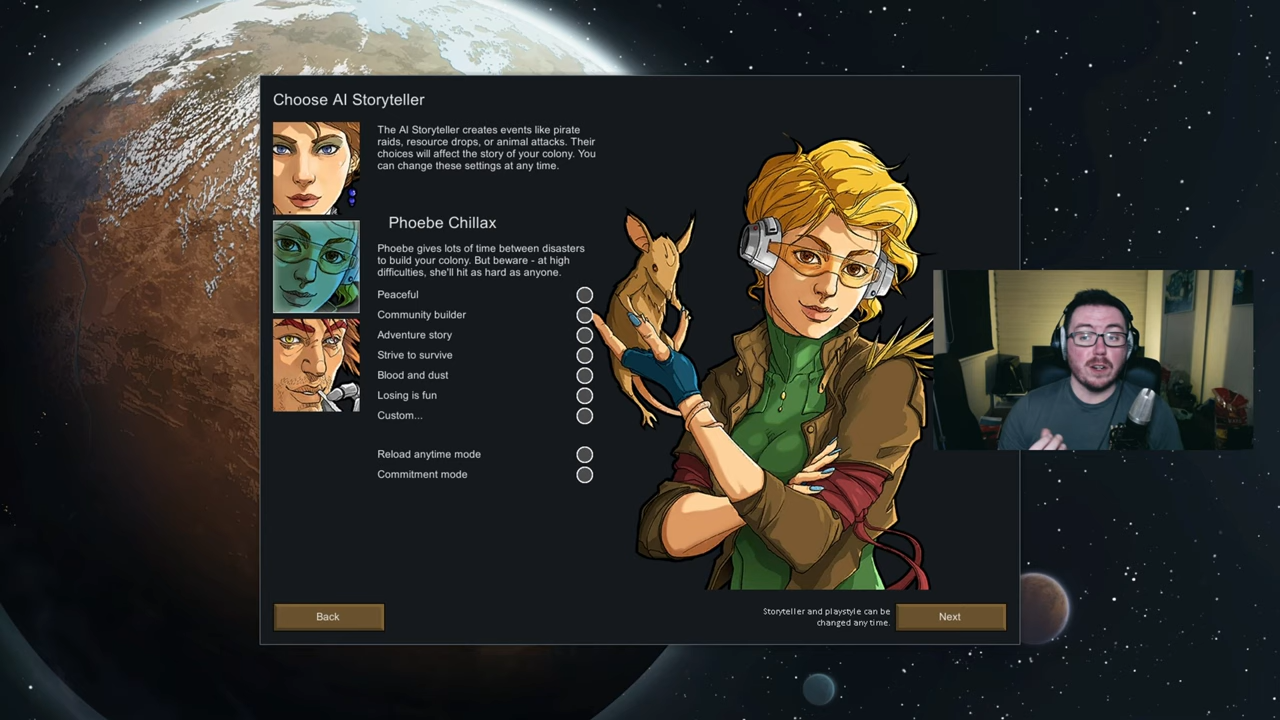 Choose AI Storyteller
The AI Storyteller creates events like pirate
raids, resource drops, or animal attacks. Their
choices will affect the story of your colony. You
can change these settings at any time.
Phoebe Chillax
Phoebe gives lots of time between disasters
to build your colony. But beware - at high
difficulties, she'll hit as hard as anyone.
Peaceful
Community builder
Adventure story
Strive to survive
Blood and dust
Losing is fun
Custom...
Reload anytime mode
Commitment mode
Back
Storyteller and playstyle can be
changed any time.
Next